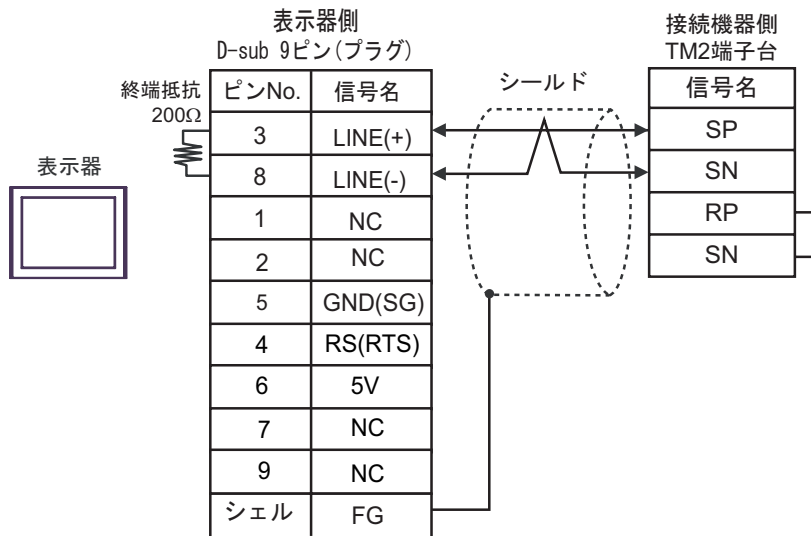 表示器側
D-sub 9ピン(プラグ)
接続機器側
TM2端子台
終端抵抗
200Ω
ピンNo. 信号名
シールド
信号名
3 LINE(+)
SP
8 LINE(-)
SN
表示器
1 NC
RP
2 NC
SN
5 GND(SG)
4 RS(RTS)
6 5V
7 NC
9 NC
シェル FG